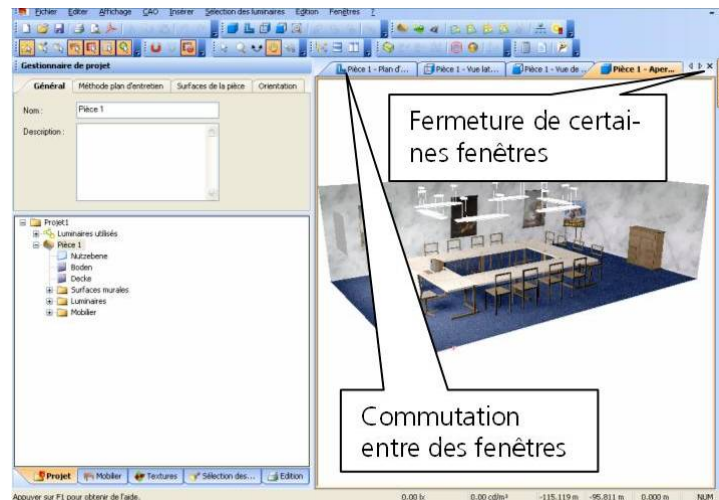 Fichier Editer Affichage CAO Insérer Sélection des luminaires Edition Fenêtres ?
Gestionnaire de projet
Général Méthode plan d'entretien Surfaces de la pièce Orientation
Nom : Pièce 1
Description :
Projet1
Luminaires utilisés
Pièce 1
Nutzebene
Boden
Decke
Surfaces murales
Luminaires
Mobilier
Projet Mobilier Textures Sélection des... Edition
Pièce 1 - Plan d'... Pièce 1 - Vue lat... Pièce 1 - Vue de ... Pièce 1 - Aper...
Fermeture de certai-
nes fenêtres
Commutation
entre des fenêtres
Appuyer sur F1 pour obtenir de l'aide. 0.00 lx 0.00 cd/m² -115.119 m -95.811 m 0.000 m NUM